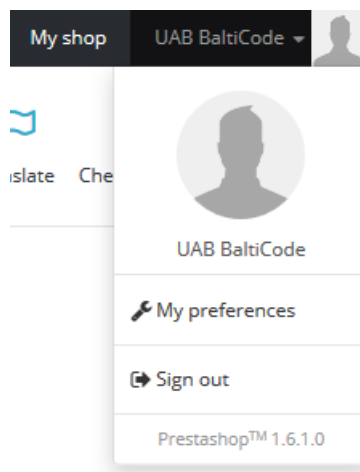 My shop UAB BaltiCode
islate Che
UAB BaltiCode
My preferences
Sign out
Prestashop™ 1.6.1.0